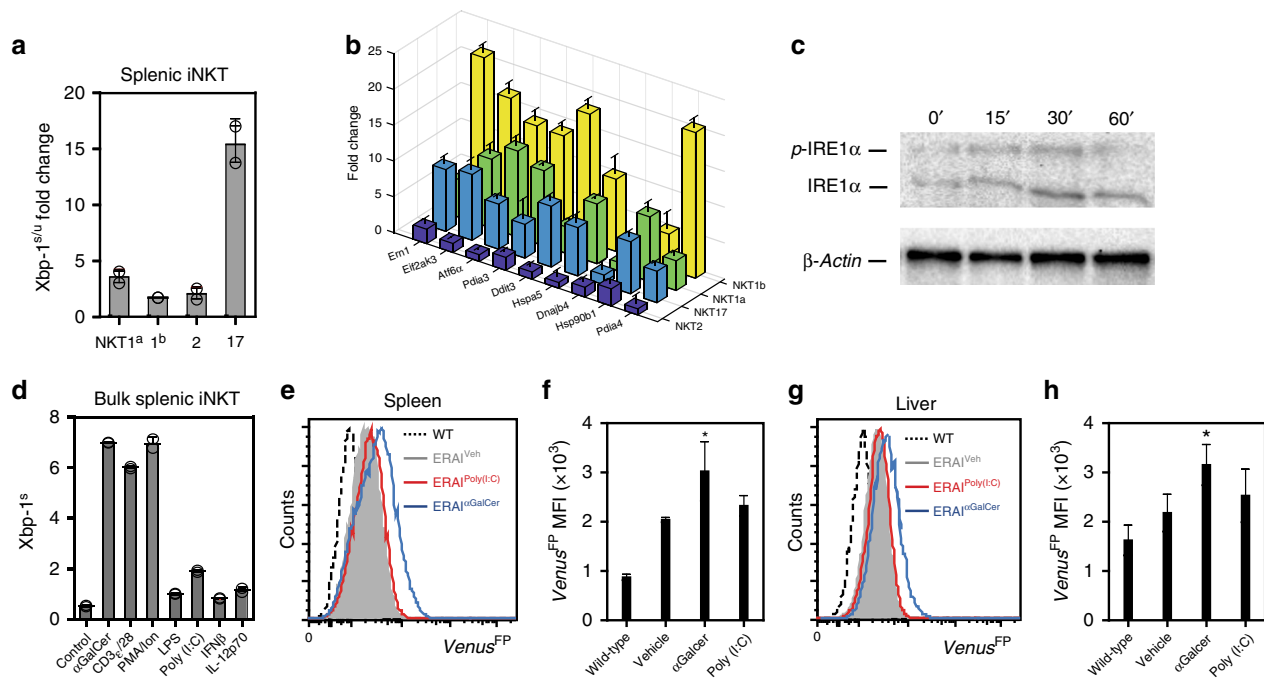 a
Splenic iNKT
Xbp-1s/u fold change
20
15
10
5
0
NKT1a 1b 2 17
b
Fold change
25
20
15
10
5
0
Ern1
Eif2ak3
Atf6α
Pdia3
Ddit3
Hspa5
Dnajb4
Hsp90b1
Pdia4
NKT1b
NKT1a
NKT17
NKT2
c
0′ 15′ 30′ 60′
p-IRE1α
IRE1α
β-Actin
d
Bulk splenic iNKT
Xbp-1s
8
6
4
2
0
Control
αGalCer
CD3ε/28
PMA/Ion
LPS
Poly (I:C)
IFNβ
IL-12p70
e
Spleen
WT
ERAIVeh
ERAIPoly(I:C)
ERAIαGalCer
Counts
0
VenusFP
f
VenusFP MFI (×10³)
4
3
2
1
0
*
Wild-type
Vehicle
αGalcer
Poly (I:C)
g
Liver
WT
ERAIVeh
ERAIPoly(I:C)
ERAIαGalCer
Counts
0
VenusFP
h
VenusFP MFI (×10³)
4
3
2
1
0
*
Wild-type
Vehicle
αGalcer
Poly (I:C)